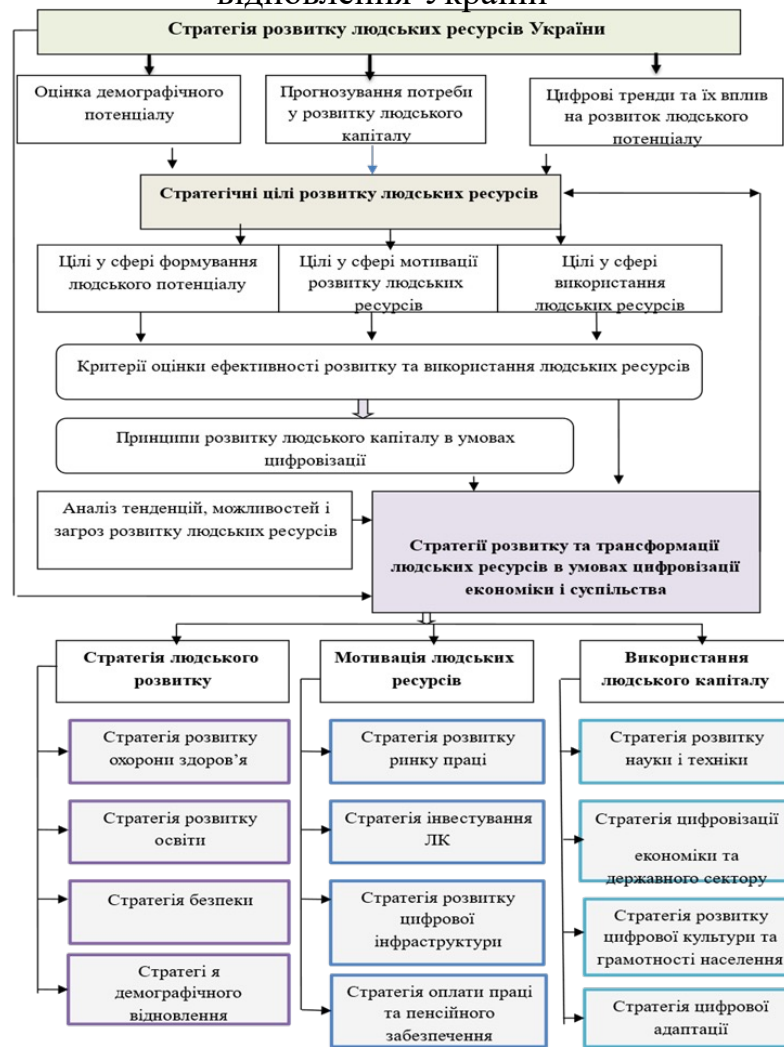 відновлення України
Стратегія розвитку людських ресурсів України
Оцінка демографічного
потенціалу
Прогнозування потреби
у розвитку людського
капіталу
Цифрові тренди та їх вплив
на розвиток людського
потенціалу
Стратегічні цілі розвитку людських ресурсів
Цілі у сфері формування
людського потенціалу
Цілі у сфері мотивації
розвитку людських
ресурсів
Цілі у сфері
використання
людських ресурсів
Критерії оцінки ефективності розвитку та використання людських ресурсів
Принципи розвитку людського капіталу в умовах
цифровізації
Аналіз тенденцій, можливостей і
загроз розвитку людських ресурсів
Стратегії розвитку та трансформації
людських ресурсів в умовах цифровізації
економіки і суспільства
Стратегія людського
розвитку
Стратегія розвитку
охорони здоров’я
Стратегія розвитку
освіти
Стратегія безпеки
Стратегі я
демографічного
відновлення
Мотивація людських
ресурсів
Стратегія розвитку
ринку праці
Стратегія інвестування
ЛК
Стратегія розвитку
цифрової
інфраструктури
Стратегія оплати праці
та пенсійного
забезпечення
Використання
людського капіталу
Стратегія розвитку
науки і техніки
Стратегія цифровізації
економіки та
державного сектору
Стратегія розвитку
цифрової культури та
грамотності населення
Стратегія цифрової
адаптації